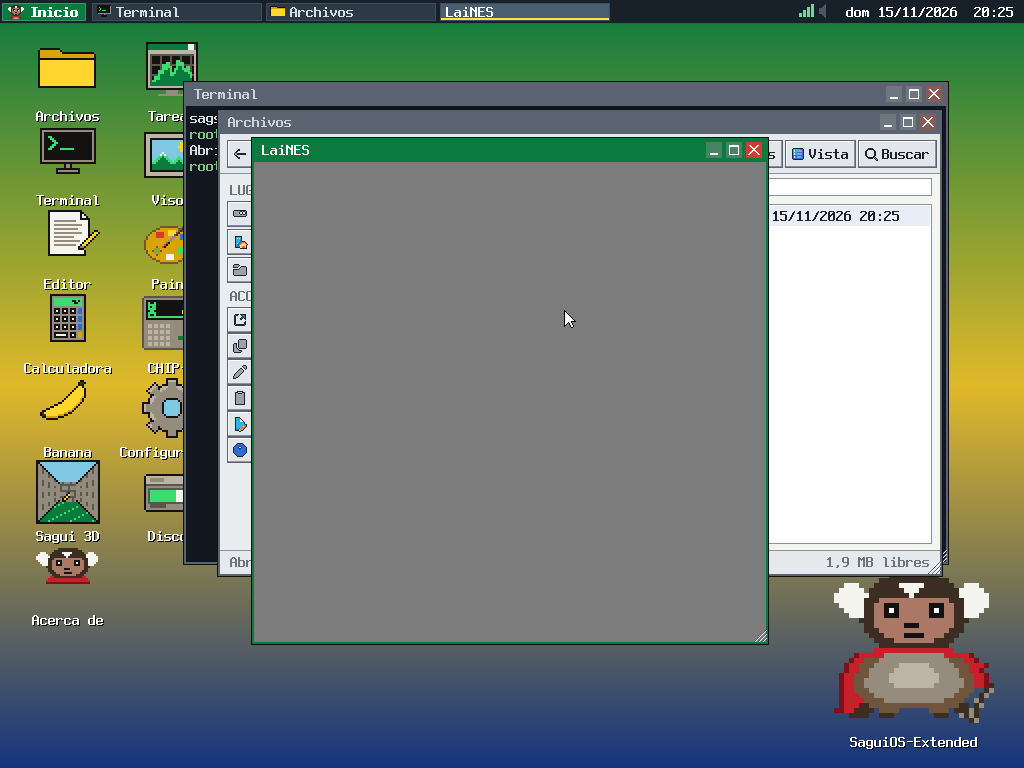 Inicio
Terminal
Archivos
LaiNES
dom 15/11/2026 20:25
Archivos
Terminal
Editor
Calculadora
Banana
Sagui 3D
Acerca de
Terminal
Archivos
LaiNES
Vista
Buscar
15/11/2026 20:25
1,9 MB libres
SaguiOS-Extended